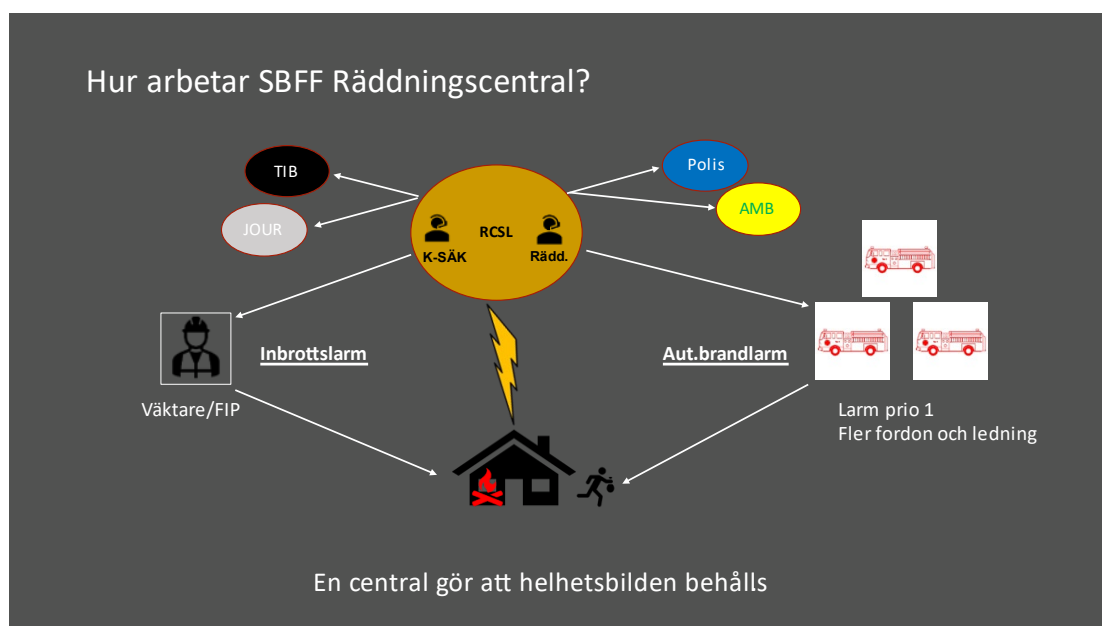 Hur arbetar SBFF Räddningscentral?
TIB
JOUR
Polis
AMB
RCSL
K-SÄK
Rädd.
Inbrottslarm
Aut.brandlarm
Väktare/FIP
Larm prio 1
Fler fordon och ledning
En central gör att helhetsbilden behålls